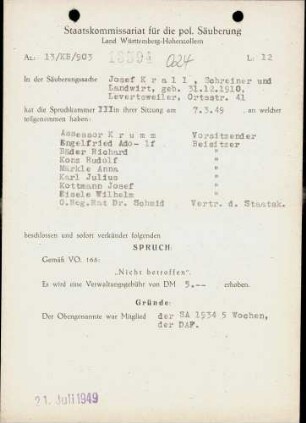 Staatskommissariat für die pol. Säuberung
Land Württemberg-Hohenzollern
Az.: 13/KB/503
024
L: 12
In der Säuberungssache Josef Krall, Schreiner und
Landwirt, geb. 31.12.1910,
Levertsweiler, Ortsstr. 41
hat die Spruchkammer III in ihrer Sitzung am 7.3.49 an welcher
teilgenommen haben:
Assessor Krumm Vorsitzender
Engelfried Ado-lf Beisitzer
Bäder Richard "
Kons Rudolf "
Märkle Anna "
Karl Julius "
Kottmann Josef "
Eisele Wilhelm "
O.Reg.Rat Dr. Schmid Vertr. d. Staatsk.
beschlossen und sofort verkündet folgenden
SPRUCH:
Gemäß VO. 168:
„Nicht betroffen".
Es wird eine Verwaltungsgebühr von DM 5.-- erhoben.
Gründe:
Der Obengenannte war Mitglied der SA 1934 5 Wochen,
der DAF.
21. Juli 1949